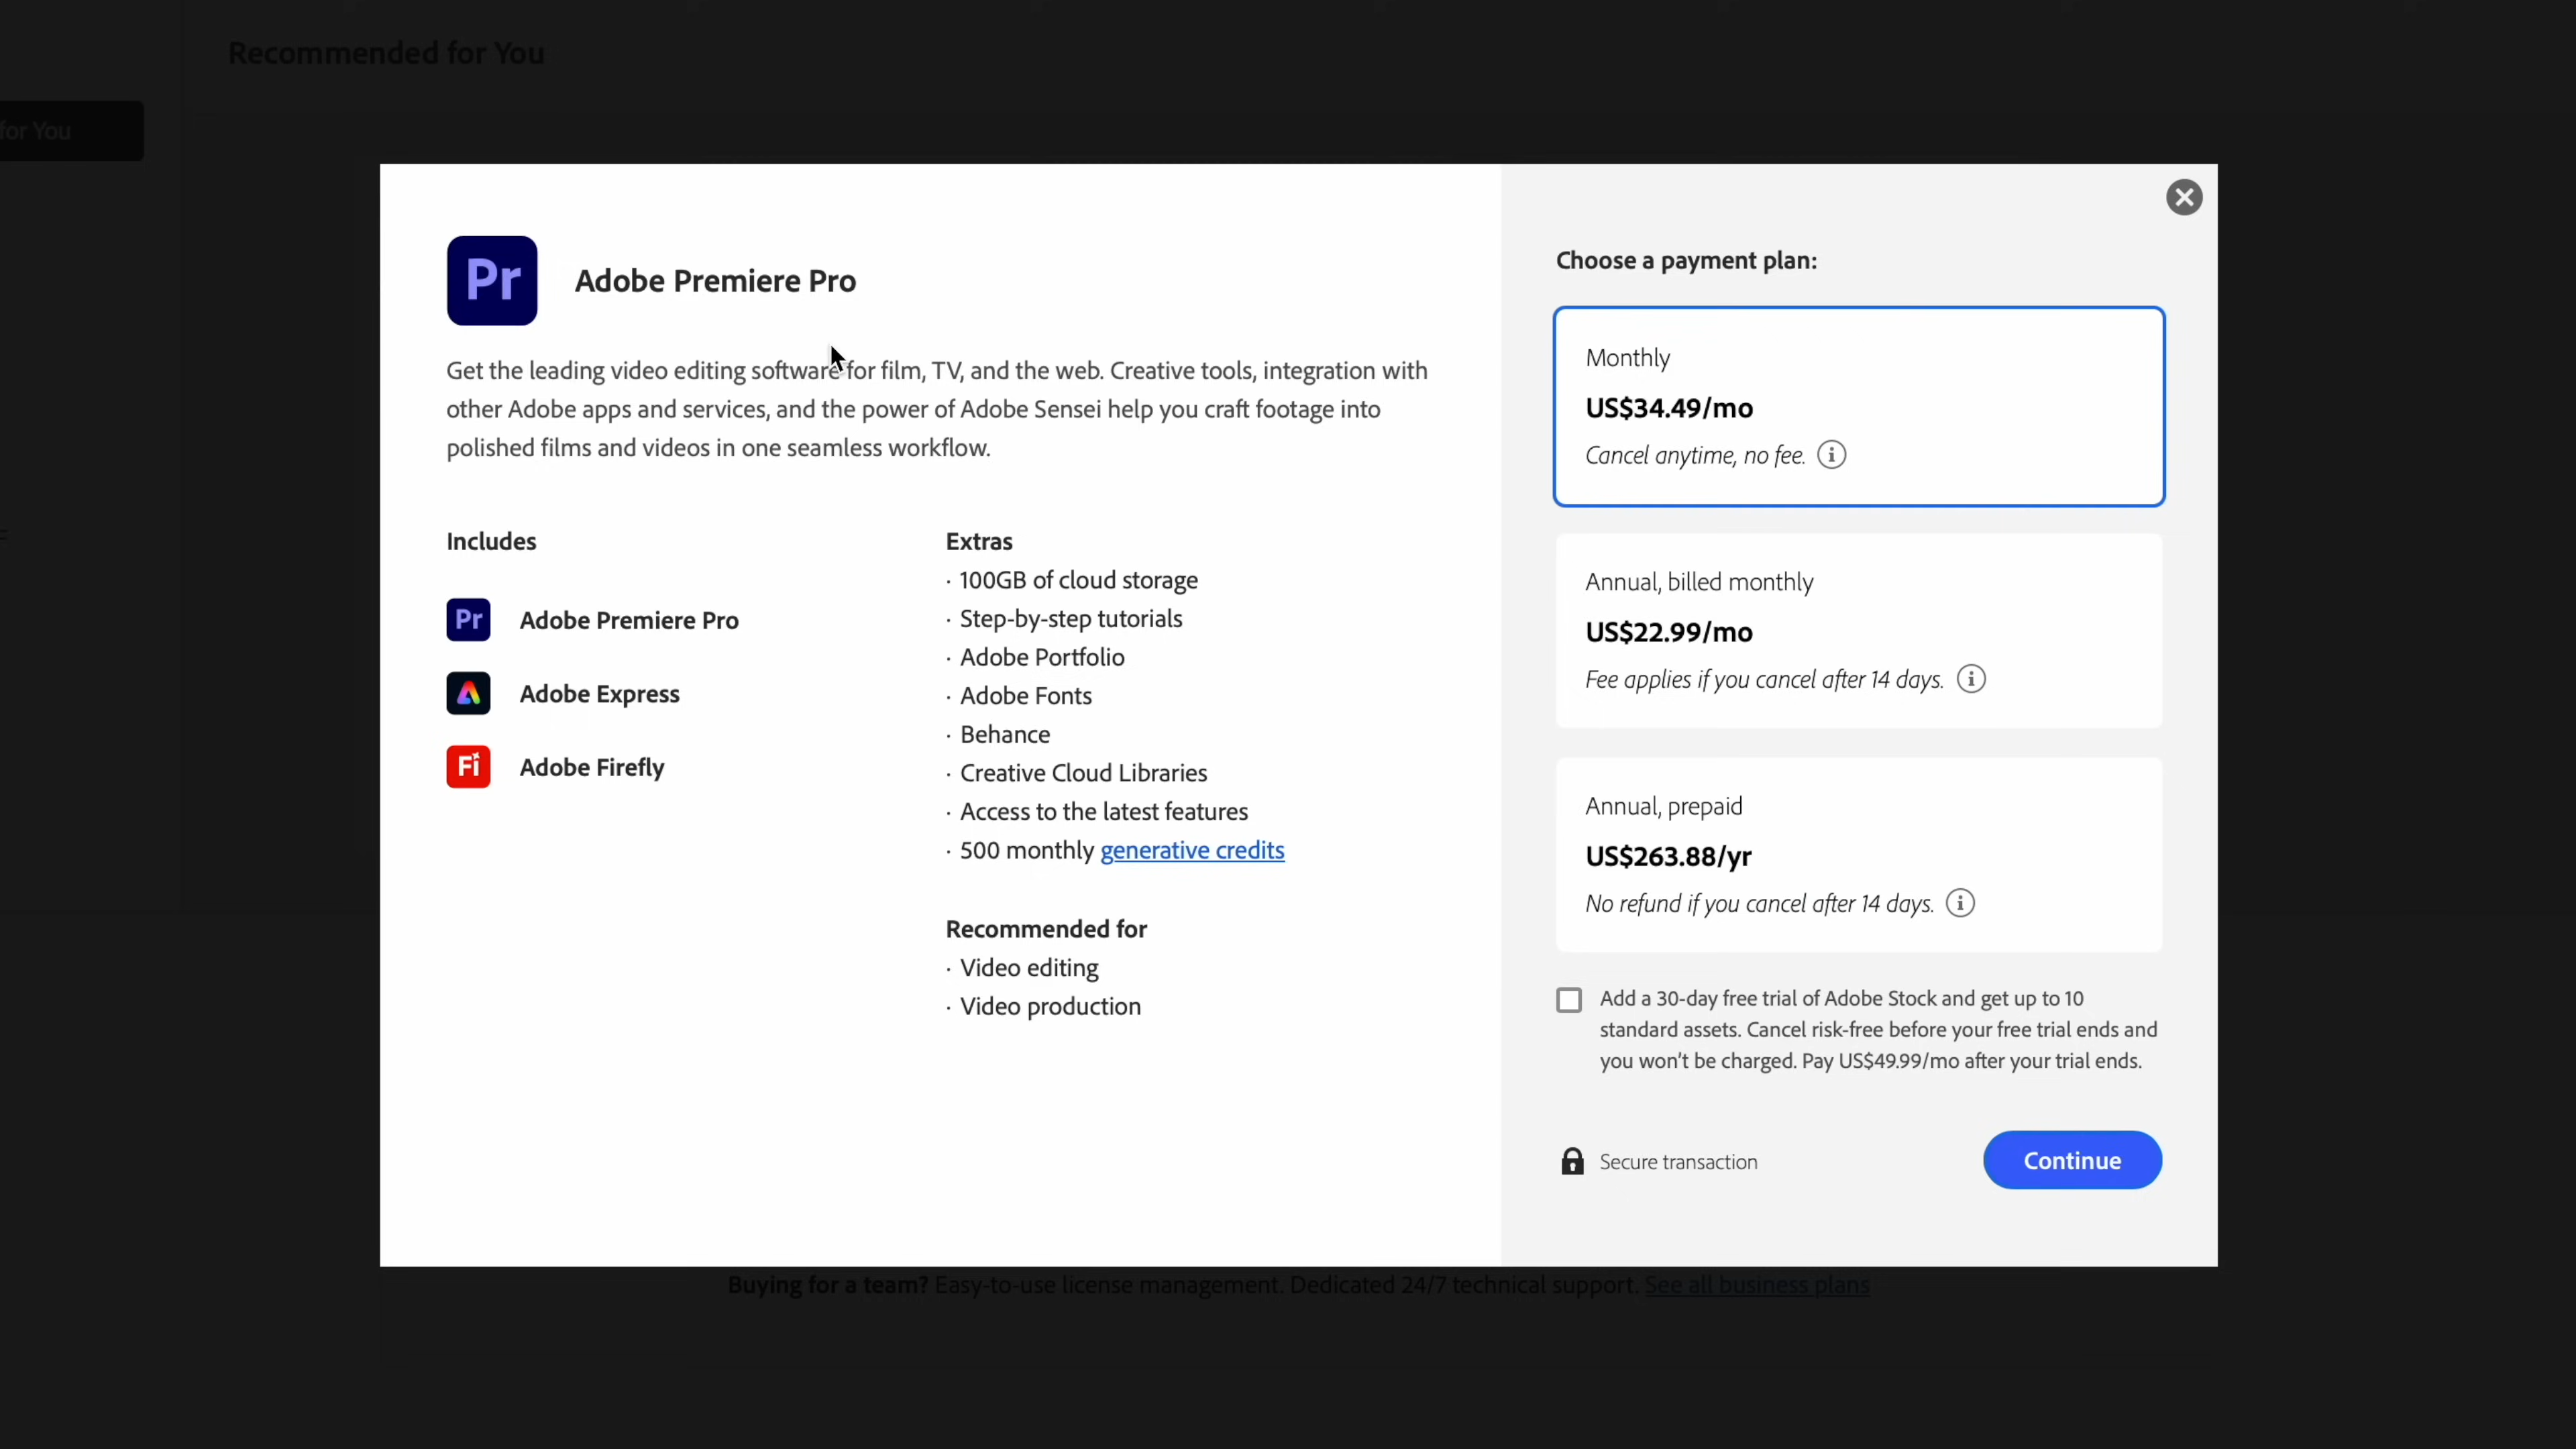 Recommended for You
for You
Pr
Adobe Premiere Pro
Get the leading video editing software for film, TV, and the web. Creative tools, integration with
other Adobe apps and services, and the power of Adobe Sensei help you craft footage into
polished films and videos in one seamless workflow.
Includes
Pr
Adobe Premiere Pro
Adobe Express
Fi
Adobe Firefly
Extras
· 100GB of cloud storage
· Step-by-step tutorials
· Adobe Portfolio
· Adobe Fonts
· Behance
· Creative Cloud Libraries
· Access to the latest features
· 500 monthly generative credits
Recommended for
· Video editing
· Video production
Choose a payment plan:
Monthly
US$34.49/mo
Cancel anytime, no fee.
Annual, billed monthly
US$22.99/mo
Fee applies if you cancel after 14 days.
Annual, prepaid
US$263.88/yr
No refund if you cancel after 14 days.
Add a 30-day free trial of Adobe Stock and get up to 10
standard assets. Cancel risk-free before your free trial ends and
you won't be charged. Pay US$49.99/mo after your trial ends.
Secure transaction
Continue
Buying for a team? Easy-to-use license management. Dedicated 24/7 technical support. See all business plans